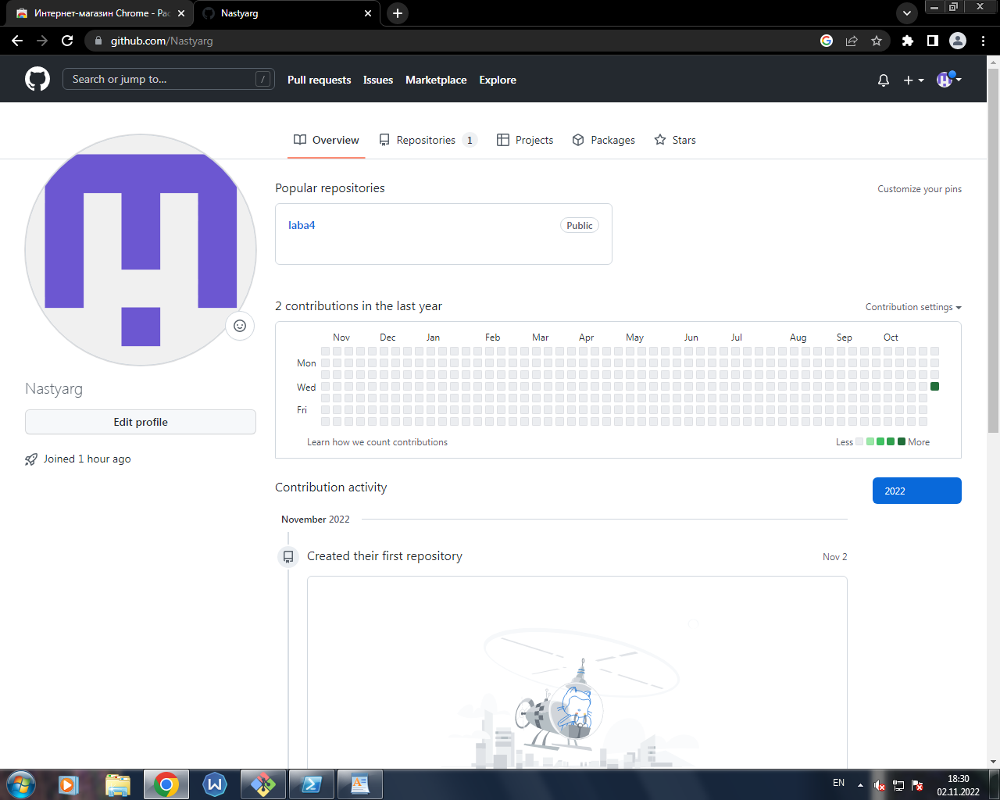 Интернет-магазин Chrome - Рас
Nastyarg
github.com/Nastyarg
Search or jump to...
/
Pull requests
Issues
Marketplace
Explore
Overview
Repositories 1
Projects
Packages
Stars
Popular repositories
Customize your pins
laba4
Public
2 contributions in the last year
Contribution settings
Nov Dec Jan Feb Mar Apr May Jun Jul Aug Sep Oct
Mon
Wed
Fri
Learn how we count contributions
Less
More
Nastyarg
Edit profile
Joined 1 hour ago
Contribution activity
2022
November 2022
Created their first repository
Nov 2
EN
18:30
02.11.2022